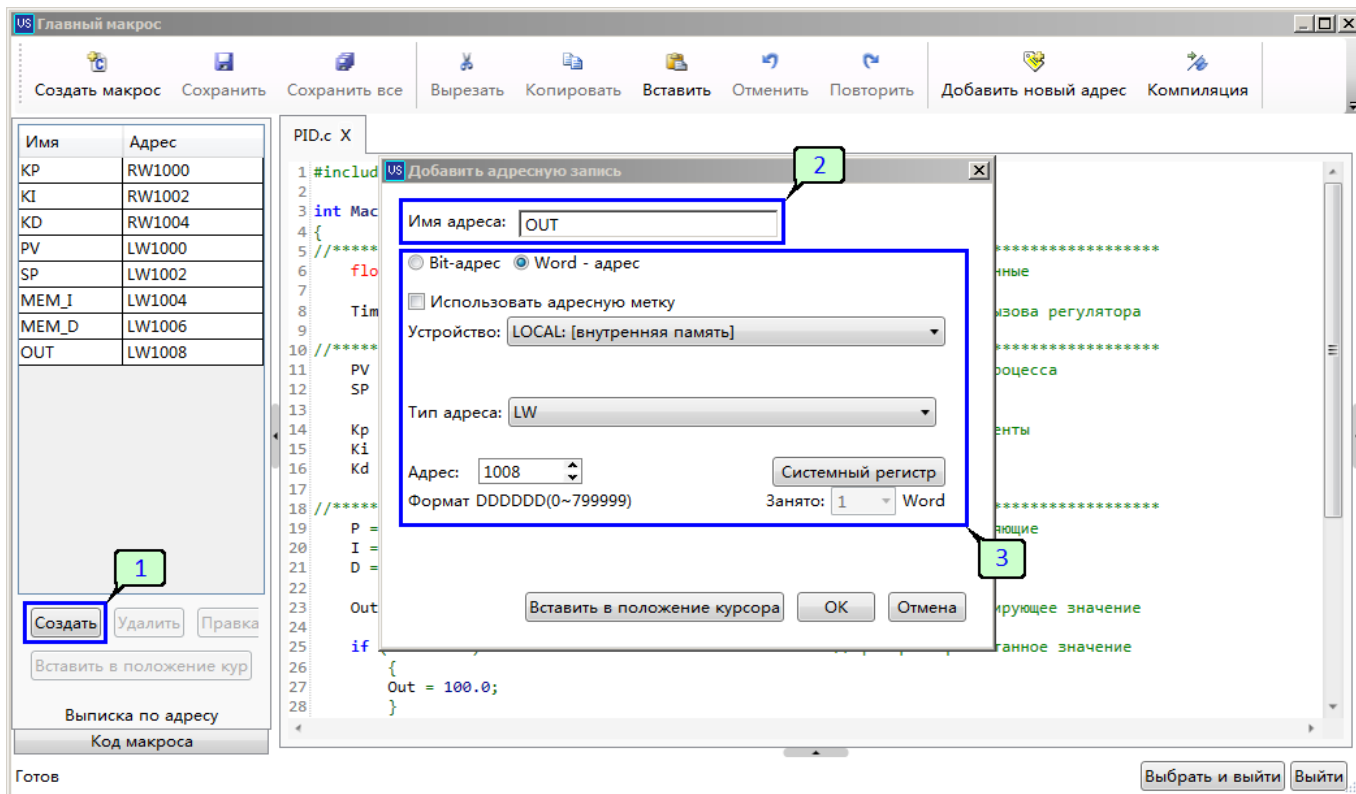 US Главный макрос
Создать макрос Сохранить Сохранить все Вырезать Копировать Вставить Отменить Повторить Добавить новый адрес Компиляция
Имя Адрес
KP RW1000
KI RW1002
KD RW1004
PV LW1000
SP LW1002
MEM_I LW1004
MEM_D LW1006
OUT LW1008
1
Создать Удалить Правка
Вставить в положение кур
Выписка по адресу
Код макроса
PID.c X
1 #includ
2
3 int Mac
4 {
5 //***** ******************
6 flo нные
7
8 Tim ызова регулятора
9
10 //***** ******************
11 PV роцесса
12 SP
13
14 Kp енты
15 Ki
16 Kd
17
18 //***** ******************
19 P = яющие
20 I =
21 D =
22
23 Out ирующее значение
24
25 if танное значение
26 {
27 Out = 100.0;
28 }
US Добавить адресную запись
2
Имя адреса: OUT
Bit-адрес Word - адрес
Использовать адресную метку
Устройство: LOCAL: [внутренняя память]
Тип адреса: LW
Адрес: 1008 Системный регистр
Формат DDDDDD(0~799999) Занято: 1 Word
3
Вставить в положение курсора OK Отмена
Готов Выбрать и выйти Выйти